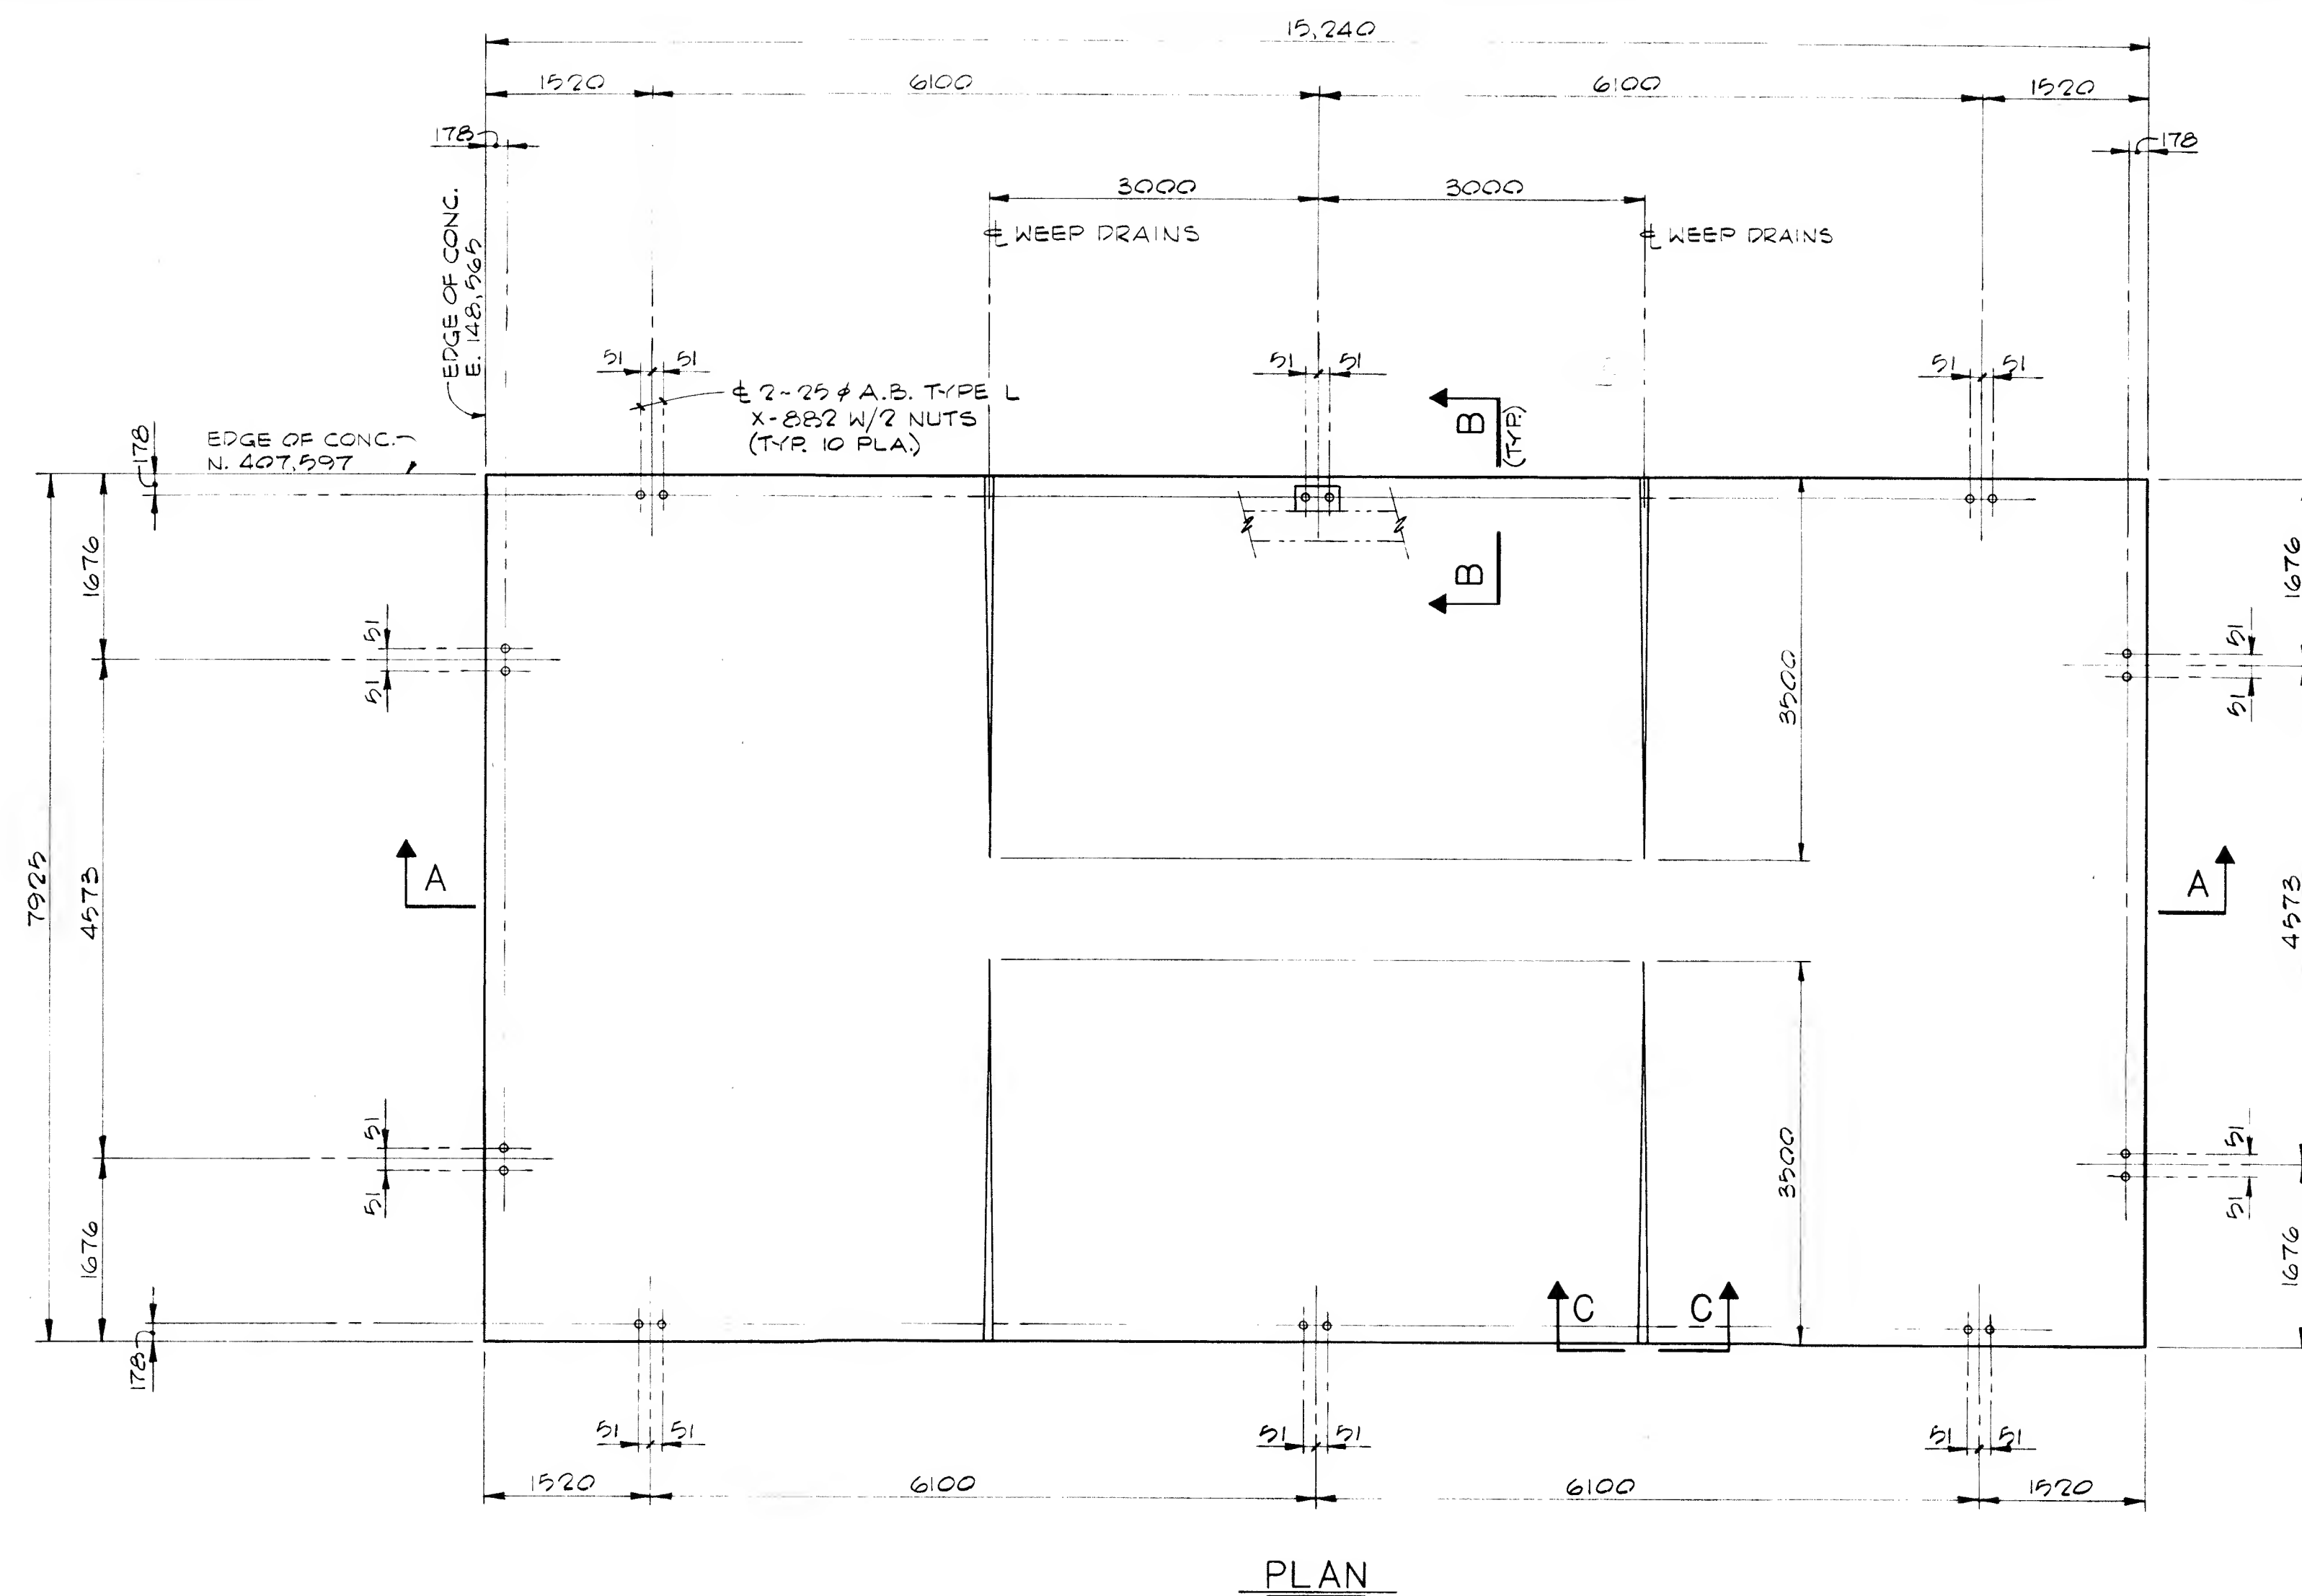 15,240
1520
6100
6100
1520
178
178
3000
3000
℄ WEEP DRAINS
℄ WEEP DRAINS
EDGE OF CONC.
E. 148,565
51
51
51
51
51
51
℄ 2~25 ϕ A.B. TYPE L
X-882 W/2 NUTS
(TYP. 10 PLA.)
B
(TYP.)
EDGE OF CONC.
N. 407,597
178
1676
1676
B
51
51
51
51
3500
7925
4573
A
A
4573
3500
51
51
51
51
1676
1676
C
C
178
51
51
51
51
51
51
1520
6100
6100
1520
PLAN